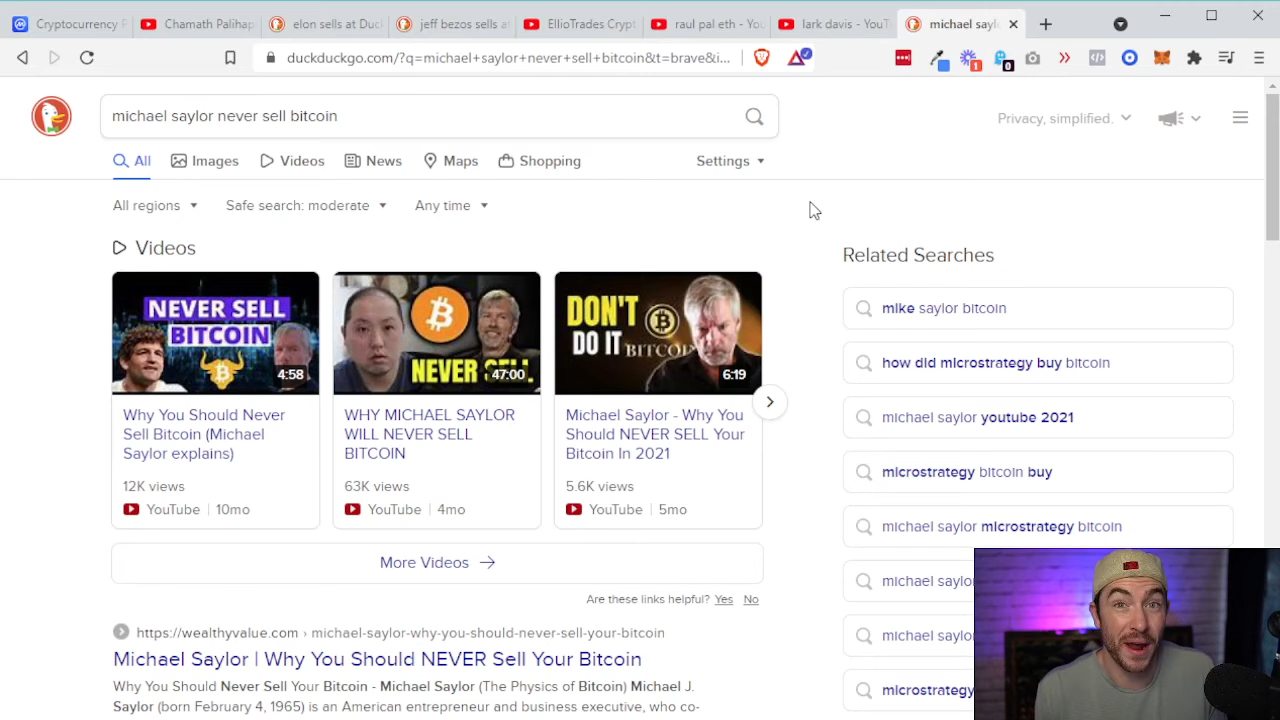 Cryptocurrency P
Chamath Palihap
elon sells at Duck
jeff bezos sells a
EllioTrades Crypt
raul pal eth - You
lark davis - YouT
michael saylo
duckduckgo.com/?q=michael+saylor+never+sell+bitcoin&t=brave&i...
1
0
michael saylor never sell bitcoin
Privacy, simplified.
All
Images
Videos
News
Maps
Shopping
Settings
All regions
Safe search: moderate
Any time
Videos
NEVER SELL
BITCOIN
4:58
NEVER SELL.
47:00
DON'T
DO IT BITCOIN
6:19
Why You Should Never
Sell Bitcoin (Michael
Saylor explains)
12K views
YouTube | 10mo
WHY MICHAEL SAYLOR
WILL NEVER SELL
BITCOIN
63K views
YouTube | 4mo
Michael Saylor - Why You
Should NEVER SELL Your
Bitcoin In 2021
5.6K views
YouTube | 5mo
More Videos
Are these links helpful? Yes No
https://wealthyvalue.com › michael-saylor-why-you-should-never-sell-your-bitcoin
Michael Saylor | Why You Should NEVER Sell Your Bitcoin
Why You Should Never Sell Your Bitcoin - Michael Saylor (The Physics of Bitcoin) Michael J.
Saylor (born February 4, 1965) is an American entrepreneur and business executive, who co-
Related Searches
mike saylor bitcoin
how did microstrategy buy bitcoin
michael saylor youtube 2021
microstrategy bitcoin buy
michael saylor microstrategy bitcoin
michael saylo
michael saylo
microstrategy